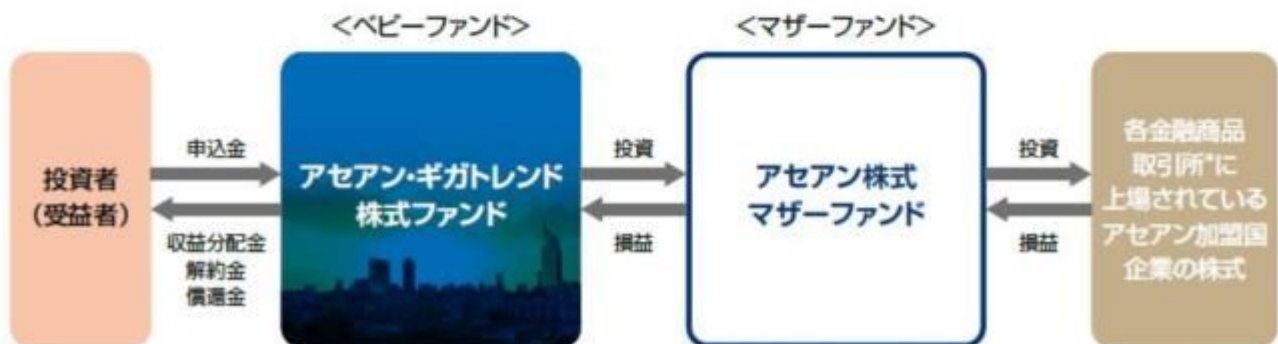 <ベビーファンド>
<マザーファンド>
投資者
(受益者)
申込金
収益分配金
解約金
償還金
アセアン・ギガトレンド
株式ファンド
投資
損益
アセアン株式
マザーファンド
投資
損益
各金融商品
取引所*に
上場されている
アセアン加盟国
企業の株式